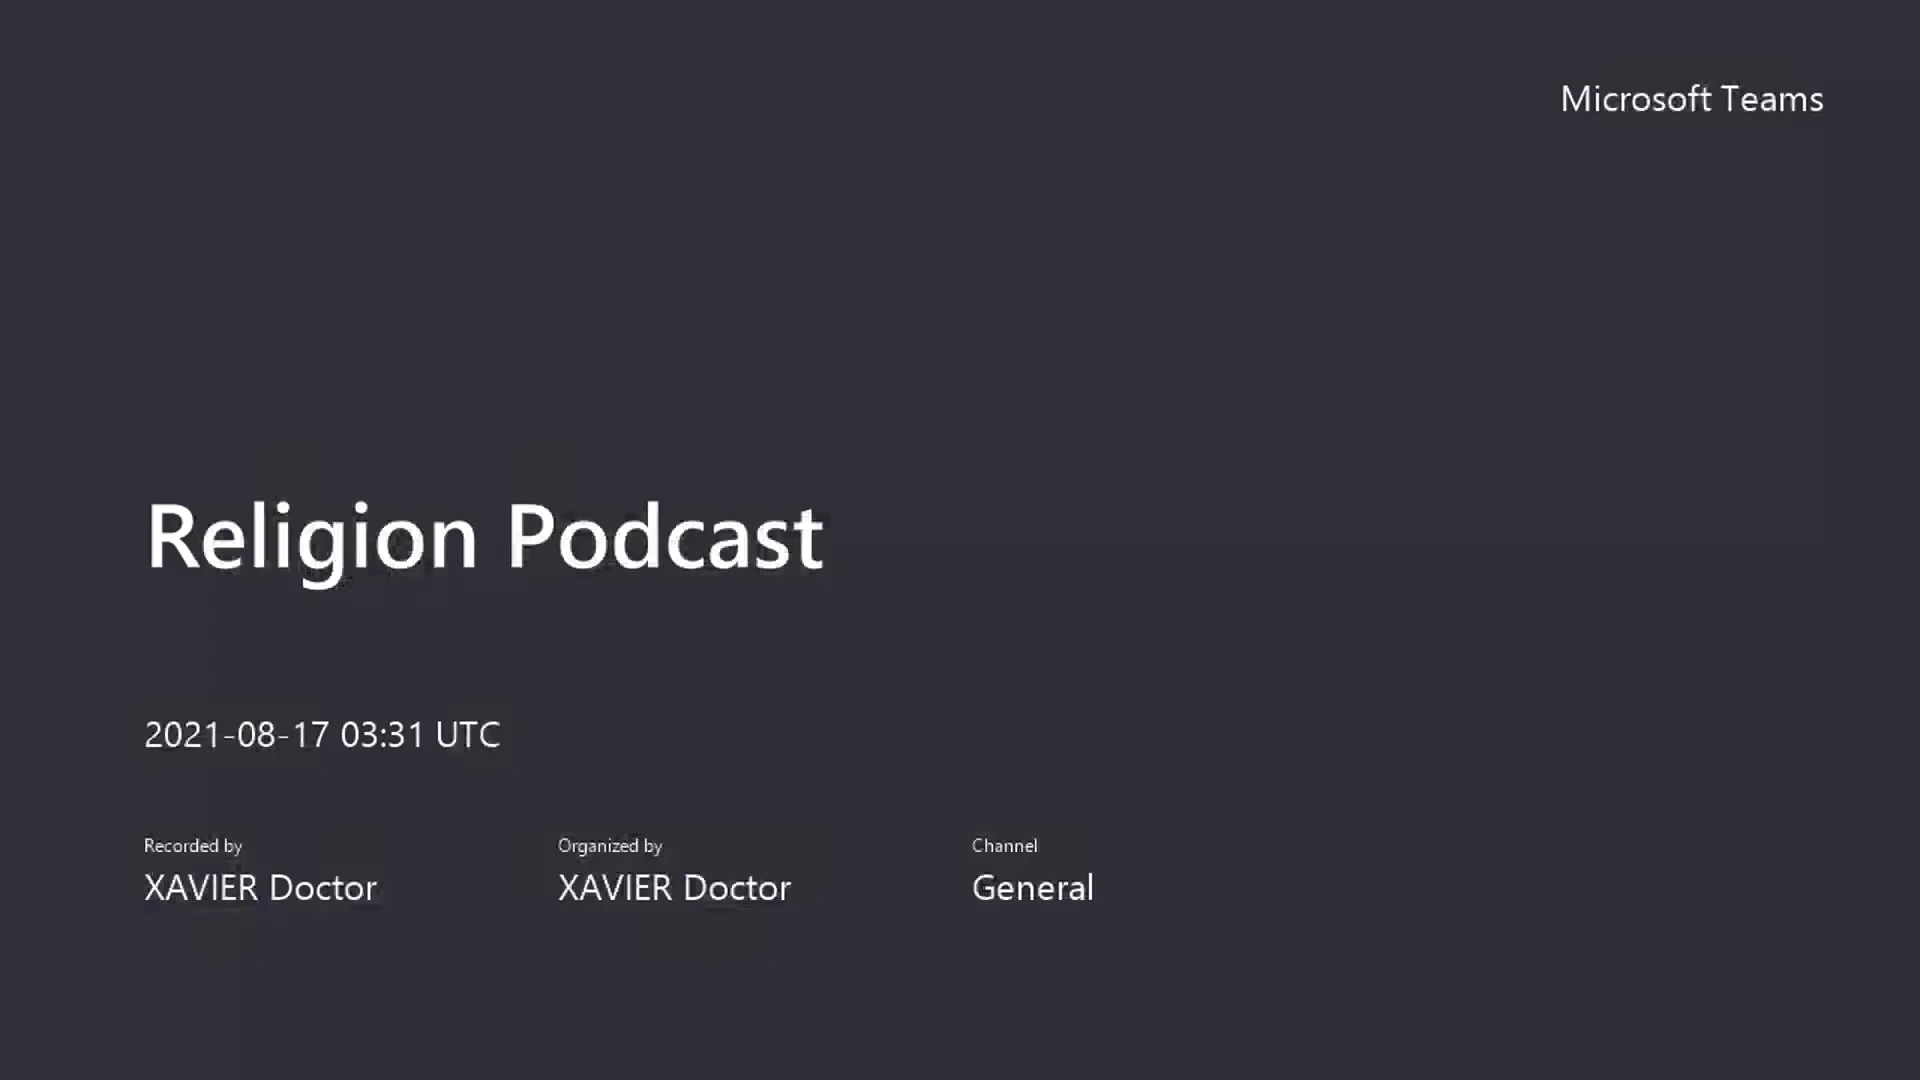 Microsoft Teams
Religion Podcast
2021-08-17 03:31 UTC
Recorded by
XAVIER Doctor
Organized by
XAVIER Doctor
Channel
General